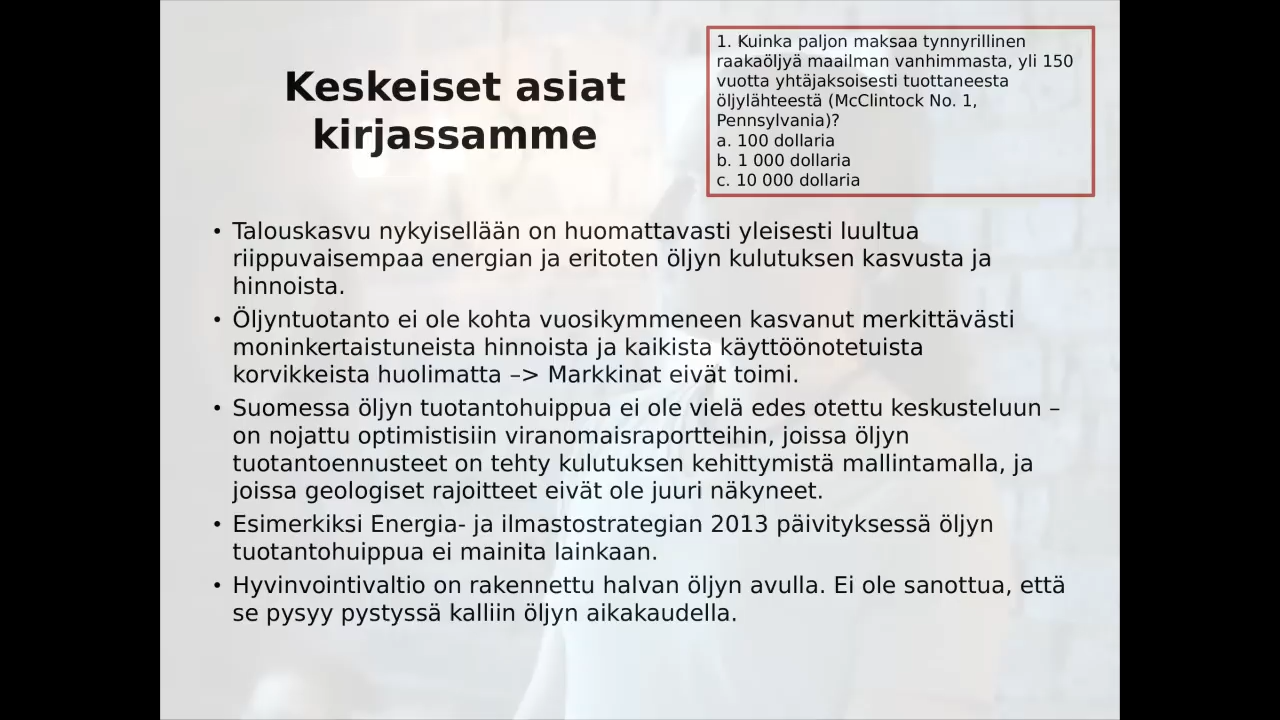 Keskeiset asiat
kirjassamme
1. Kuinka paljon maksaa tynnyrillinen
raakaöljyä maailman vanhimmasta, yli 150
vuotta yhtäjaksoisesti tuottaneesta
öljylähteestä (McClintock No. 1,
Pennsylvania)?
a. 100 dollaria
b. 1 000 dollaria
c. 10 000 dollaria
• Talouskasvu nykyisellään on huomattavasti yleisesti luultua
riippuvaisempaa energian ja eritoten öljyn kulutuksen kasvusta ja
hinnoista.
• Öljyntuotanto ei ole kohta vuosikymmeneen kasvanut merkittävästi
moninkertaistuneista hinnoista ja kaikista käyttöönotetuista
korvikkeista huolimatta –> Markkinat eivät toimi.
• Suomessa öljyn tuotantohuippua ei ole vielä edes otettu keskusteluun –
on nojattu optimistisiin viranomaisraportteihin, joissa öljyn
tuotantoennusteet on tehty kulutuksen kehittymistä mallintamalla, ja
joissa geologiset rajoitteet eivät ole juuri näkyneet.
• Esimerkiksi Energia- ja ilmastostrategian 2013 päivityksessä öljyn
tuotantohuippua ei mainita lainkaan.
• Hyvinvointivaltio on rakennettu halvan öljyn avulla. Ei ole sanottua, että
se pysyy pystyssä kalliin öljyn aikakaudella.